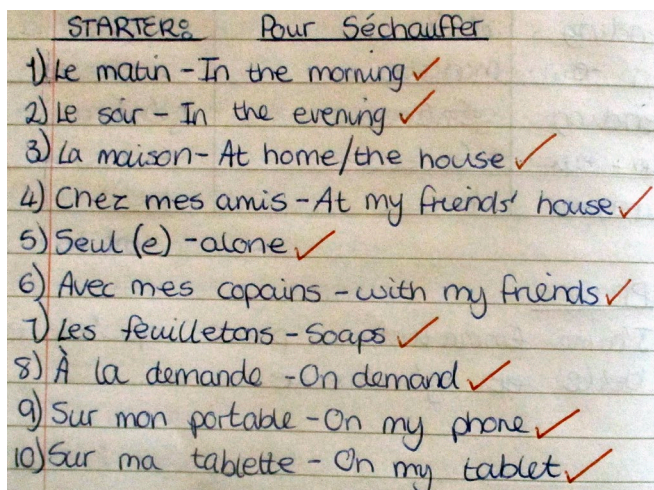 STARTER: Pour Séchauffer
1) Le matin - In the morning ✓
2) Le soir - In the evening ✓
3) La maison - At home/the house ✓
4) Chez mes amis - At my friends' house ✓
5) Seul (e) - alone ✓
6) Avec mes copains - with my friends ✓
7) Les feuilletons - Soaps ✓
8) À la demande - On demand ✓
9) Sur mon portable - On my phone ✓
10) Sur ma tablette - On my tablet ✓